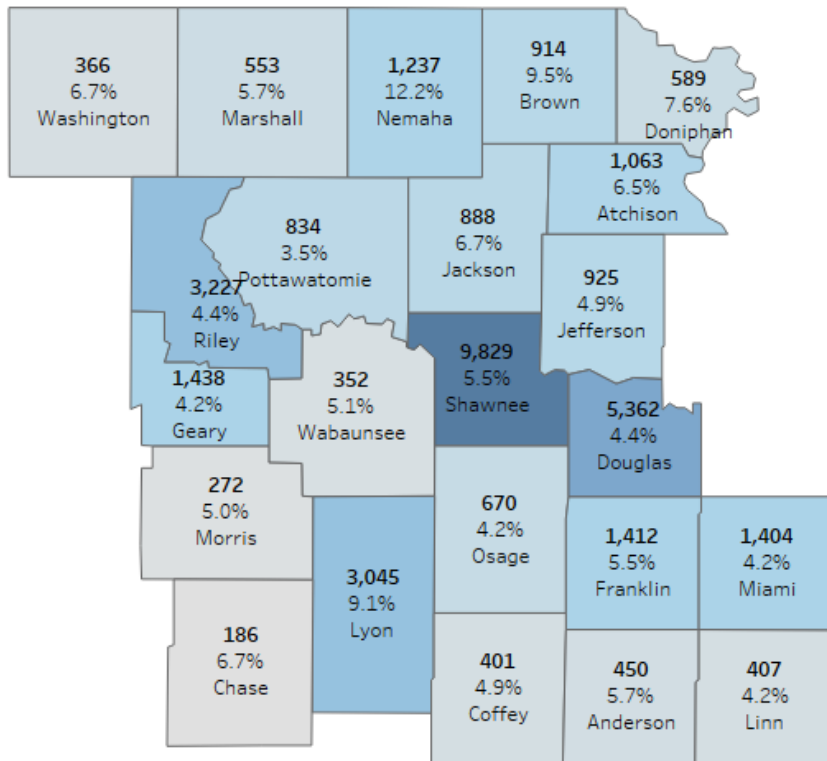 366
6.7%
Washington
553
5.7%
Marshall
1,237
12.2%
Nemaha
914
9.5%
Brown
589
7.6%
Doniphan
1,063
6.5%
Atchison
834
3.5%
Pottawatomie
888
6.7%
Jackson
925
4.9%
Jefferson
3,227
4.4%
Riley
9,829
5.5%
Shawnee
1,438
4.2%
Geary
352
5.1%
Wabaunsee
5,362
4.4%
Douglas
272
5.0%
Morris
670
4.2%
Osage
1,412
5.5%
Franklin
1,404
4.2%
Miami
3,045
9.1%
Lyon
186
6.7%
Chase
401
4.9%
Coffey
450
5.7%
Anderson
407
4.2%
Linn